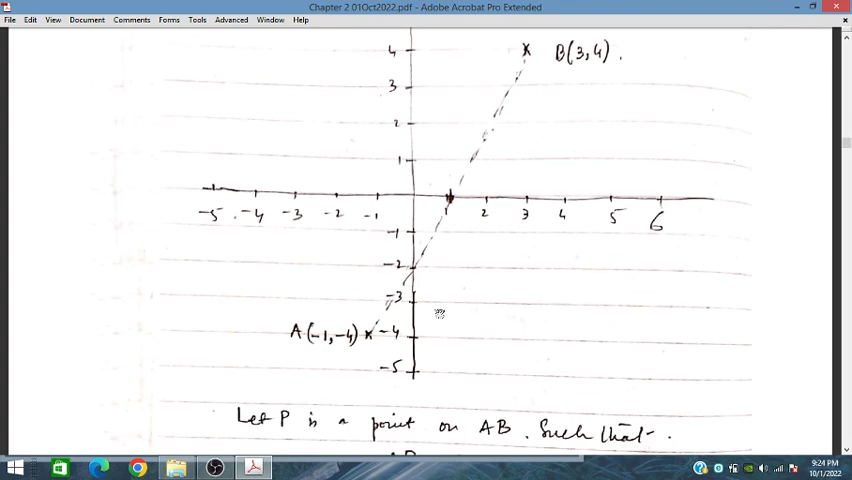 Chapter 2 01Oct2022.pdf - Adobe Acrobat Pro Extended
File Edit View Document Comments Forms Tools Advanced Window Help
4 B(3,4).
3
2
1
-5 -4 -3 -2 -1 1 2 3 4 5 6
-1
-2
-3
A(-1,-4) -4
-5
Let P is a point on AB. Such that
9:24 PM
10/1/2022